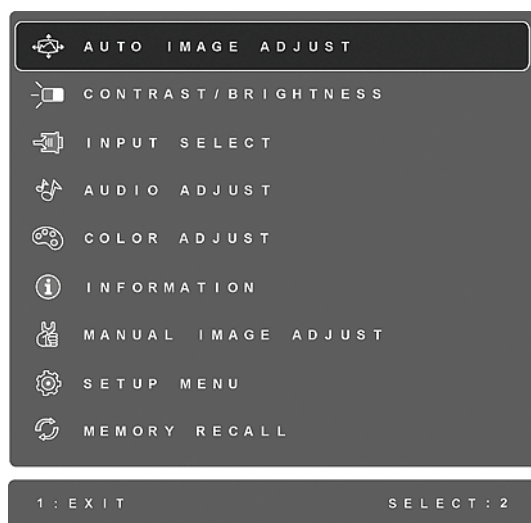 AUTO IMAGE ADJUST
CONTRAST/BRIGHTNESS
INPUT SELECT
AUDIO ADJUST
COLOR ADJUST
INFORMATION
MANUAL IMAGE ADJUST
SETUP MENU
MEMORY RECALL
1:EXIT SELECT:2